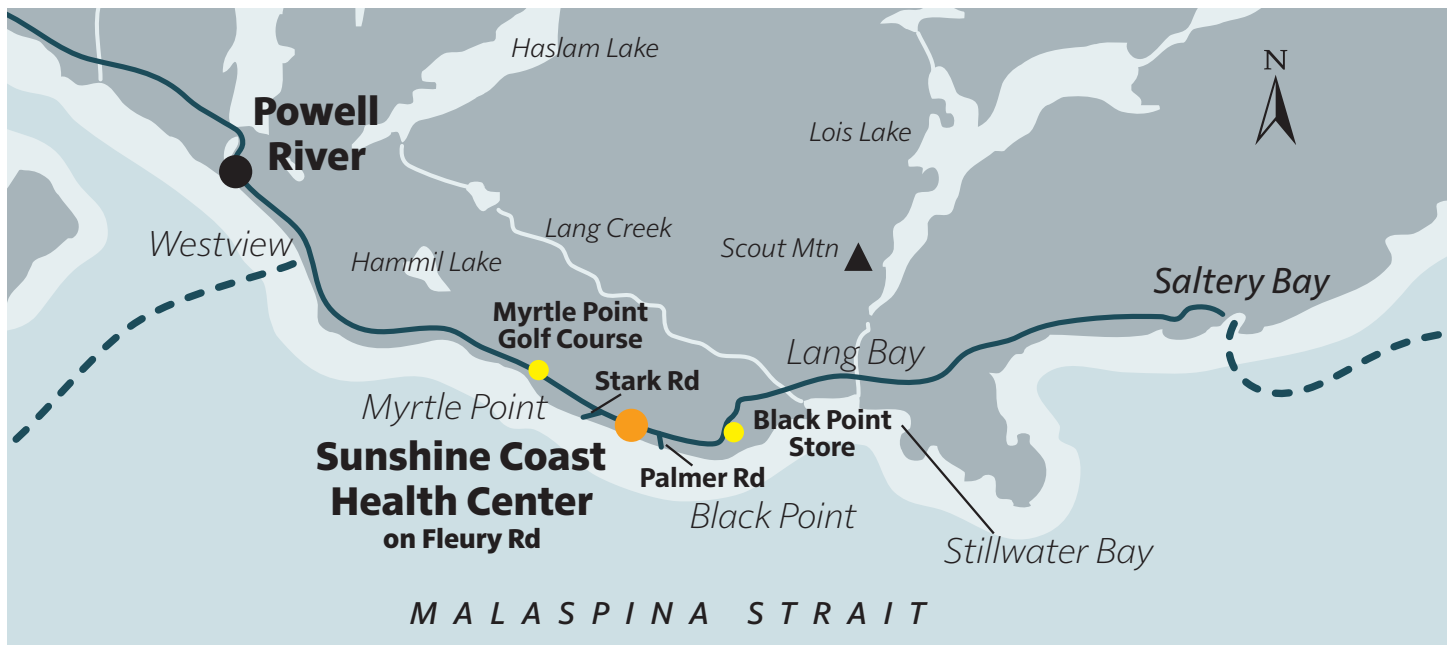 Haslam Lake
N
Powell
River
Lois Lake
Westview
Lang Creek
Scout Mtn
Hammil Lake
Saltery Bay
Myrtle Point
Golf Course
Lang Bay
Stark Rd
Myrtle Point
Black Point
Store
Sunshine Coast
Health Center
on Fleury Rd
Palmer Rd
Black Point
Stillwater Bay
MALASPINA STRAIT